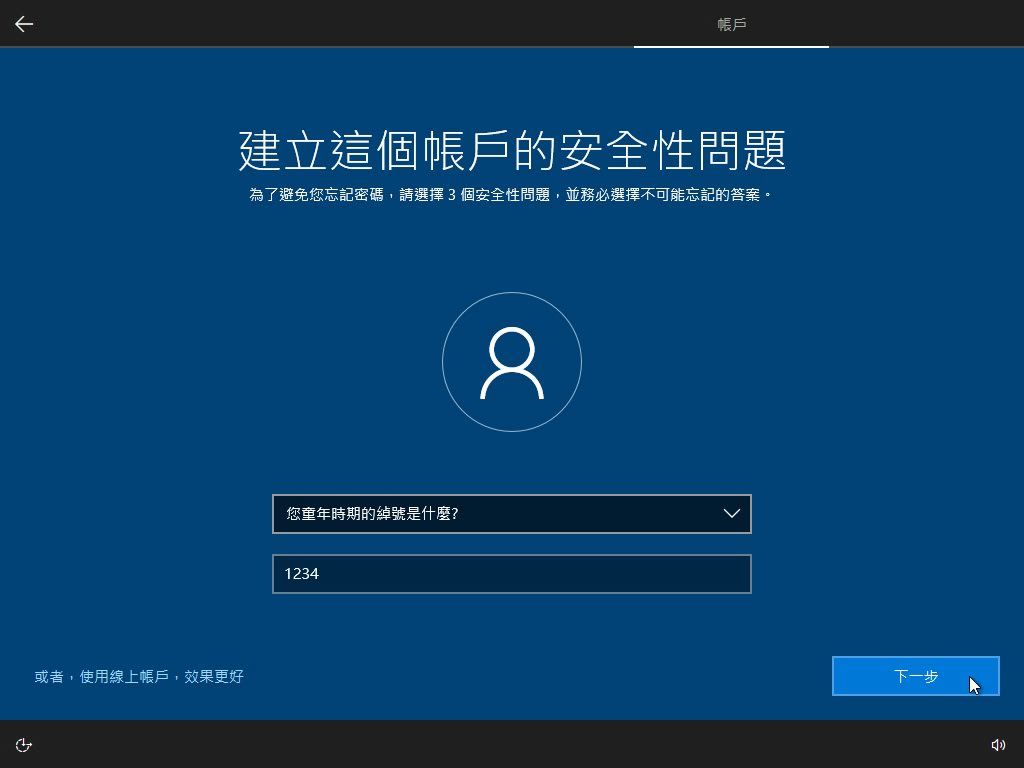 帳戶
建立這個帳戶的安全性問題
為了避免您忘記密碼，請選擇 3 個安全性問題，並務必選擇不可能忘記的答案。
您童年時期的綽號是什麼?
1234
或者，使用線上帳戶，效果更好
下一步